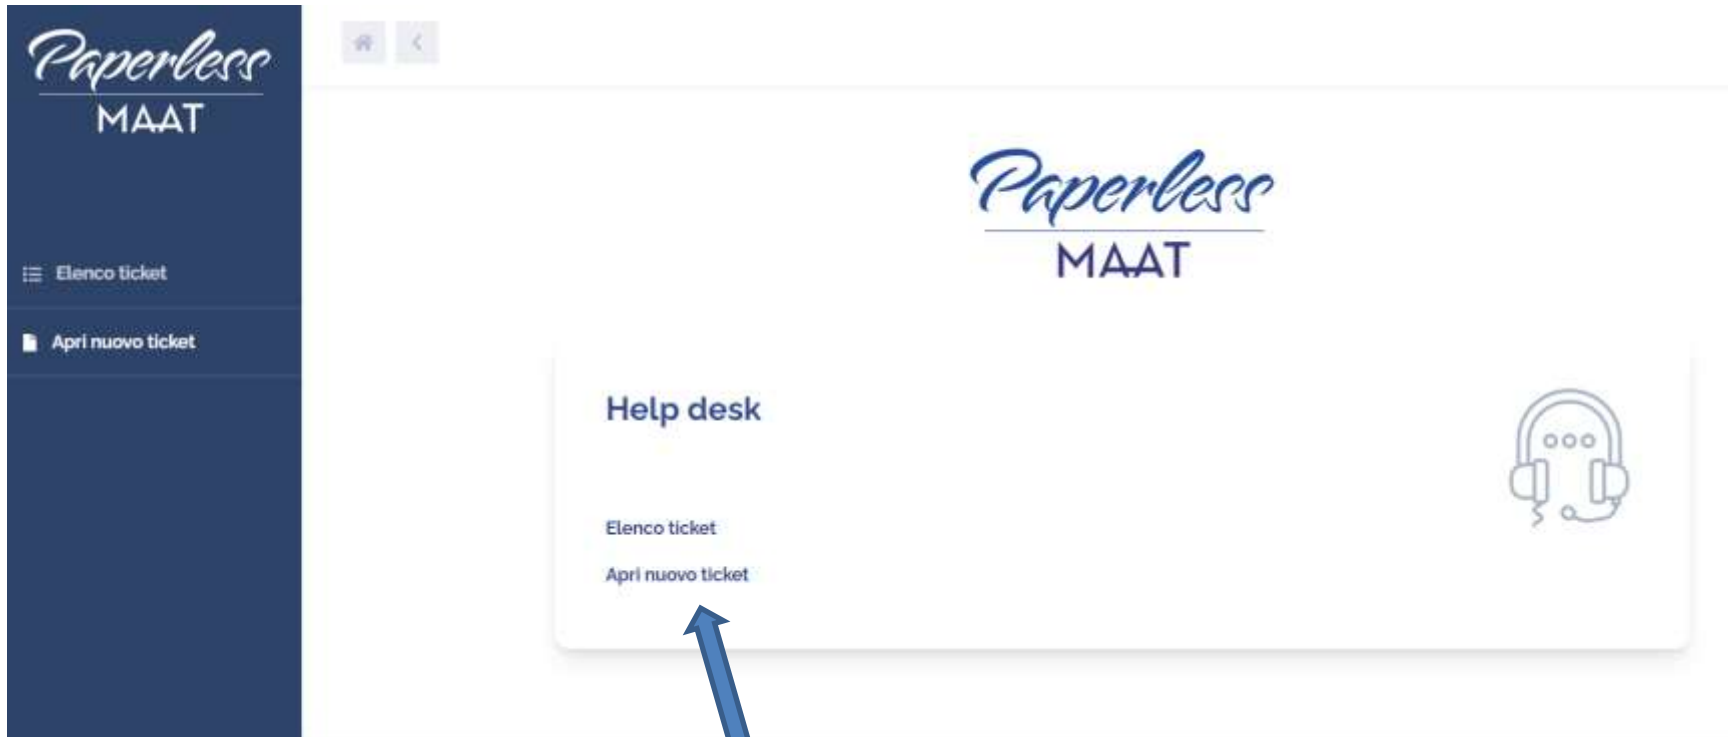 Paperless
MAAT
Elenco ticket
Apri nuovo ticket
Paperless
MAAT
Help desk
Elenco ticket
Apri nuovo ticket